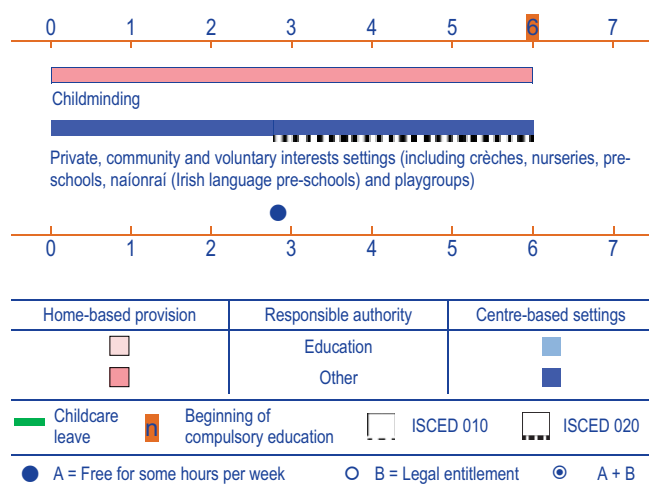 0 1 2 3 4 5 6 7
Childminding
Private, community and voluntary interests settings (including crèches, nurseries, pre-
schools, naíonraí (Irish language pre-schools) and playgroups)
0 1 2 3 4 5 6 7
Home-based provision Responsible authority Centre-based settings
Education
Other
Childcare
leave
n
Beginning of
compulsory education
ISCED 010
ISCED 020
A = Free for some hours per week B = Legal entitlement A + B